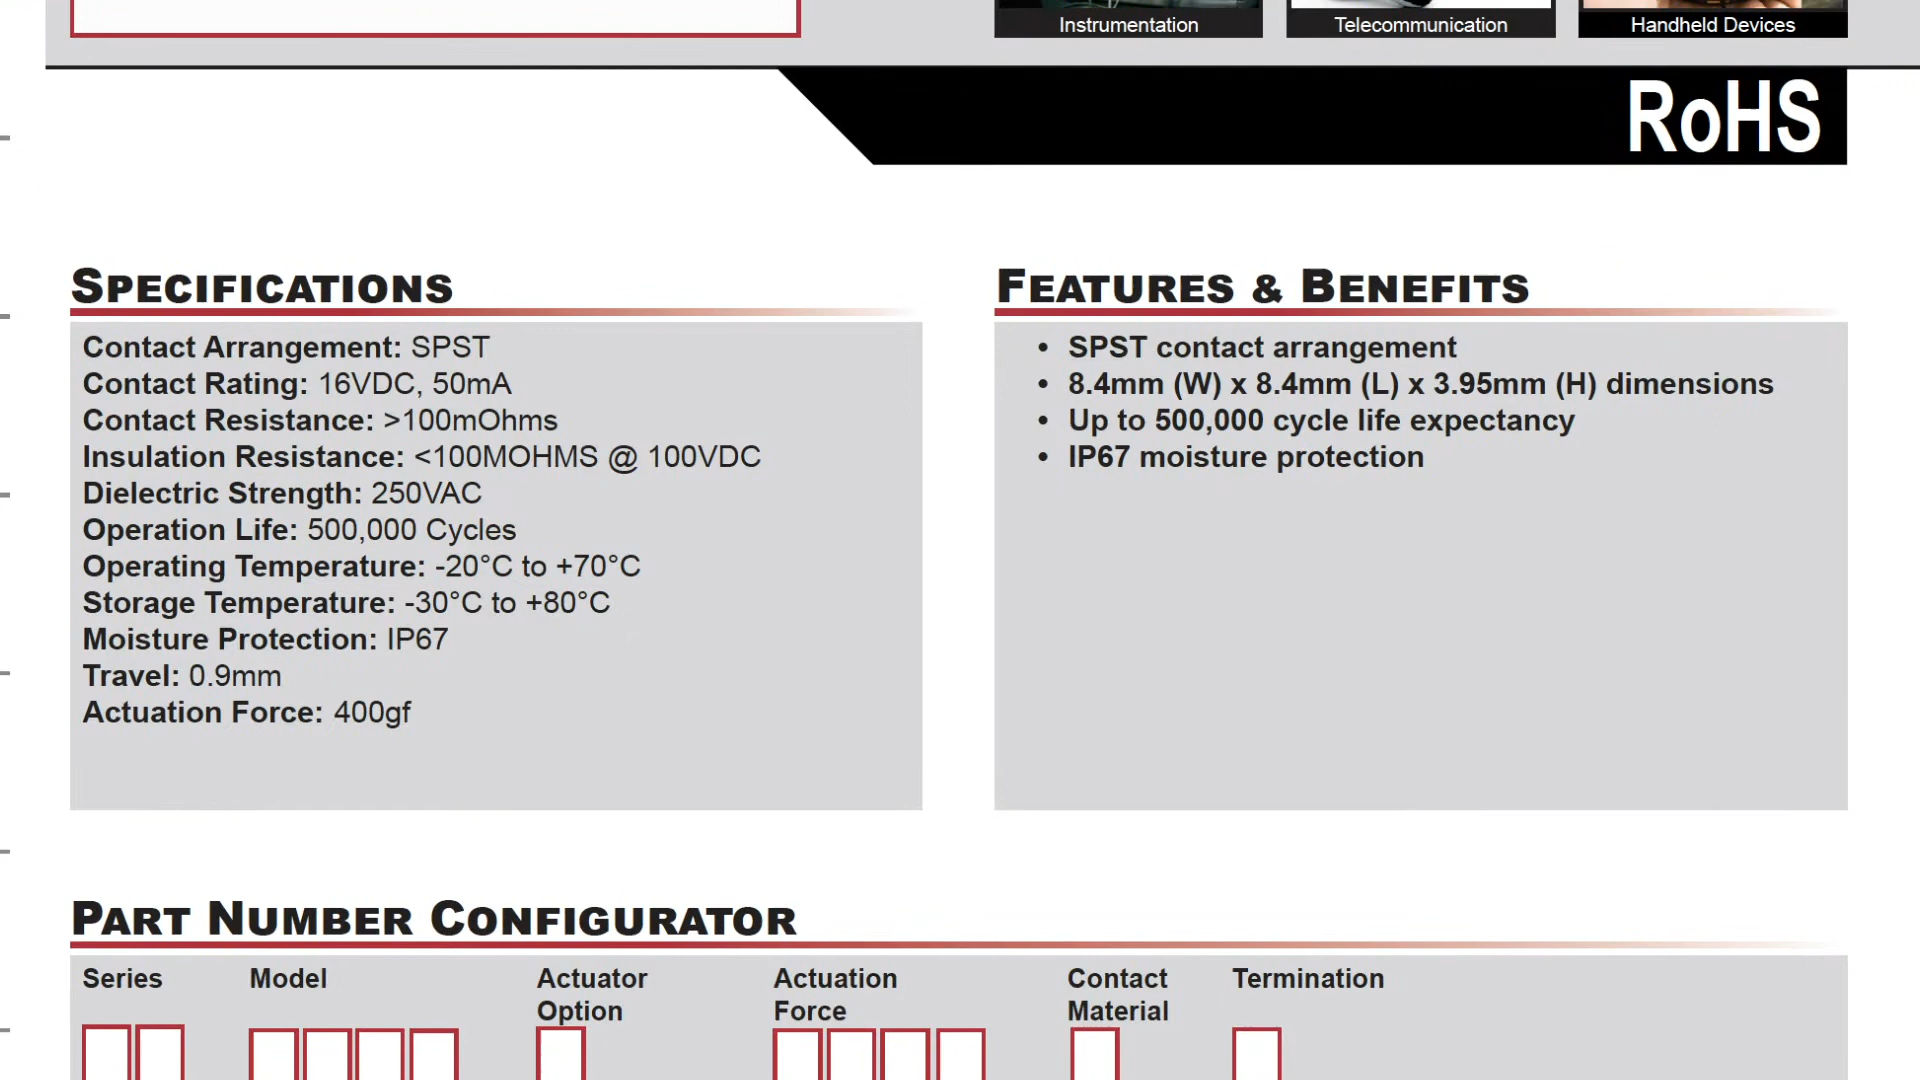 Instrumentation
Telecommunication
Handheld Devices
RoHS
SPECIFICATIONS
Contact Arrangement: SPST
Contact Rating: 16VDC, 50mA
Contact Resistance: >100mOhms
Insulation Resistance: <100MOHMS @ 100VDC
Dielectric Strength: 250VAC
Operation Life: 500,000 Cycles
Operating Temperature: -20°C to +70°C
Storage Temperature: -30°C to +80°C
Moisture Protection: IP67
Travel: 0.9mm
Actuation Force: 400gf
FEATURES & BENEFITS
• SPST contact arrangement
• 8.4mm (W) x 8.4mm (L) x 3.95mm (H) dimensions
• Up to 500,000 cycle life expectancy
• IP67 moisture protection
PART NUMBER CONFIGURATOR
Series
Model
Actuator
Option
Actuation
Force
Contact
Material
Termination